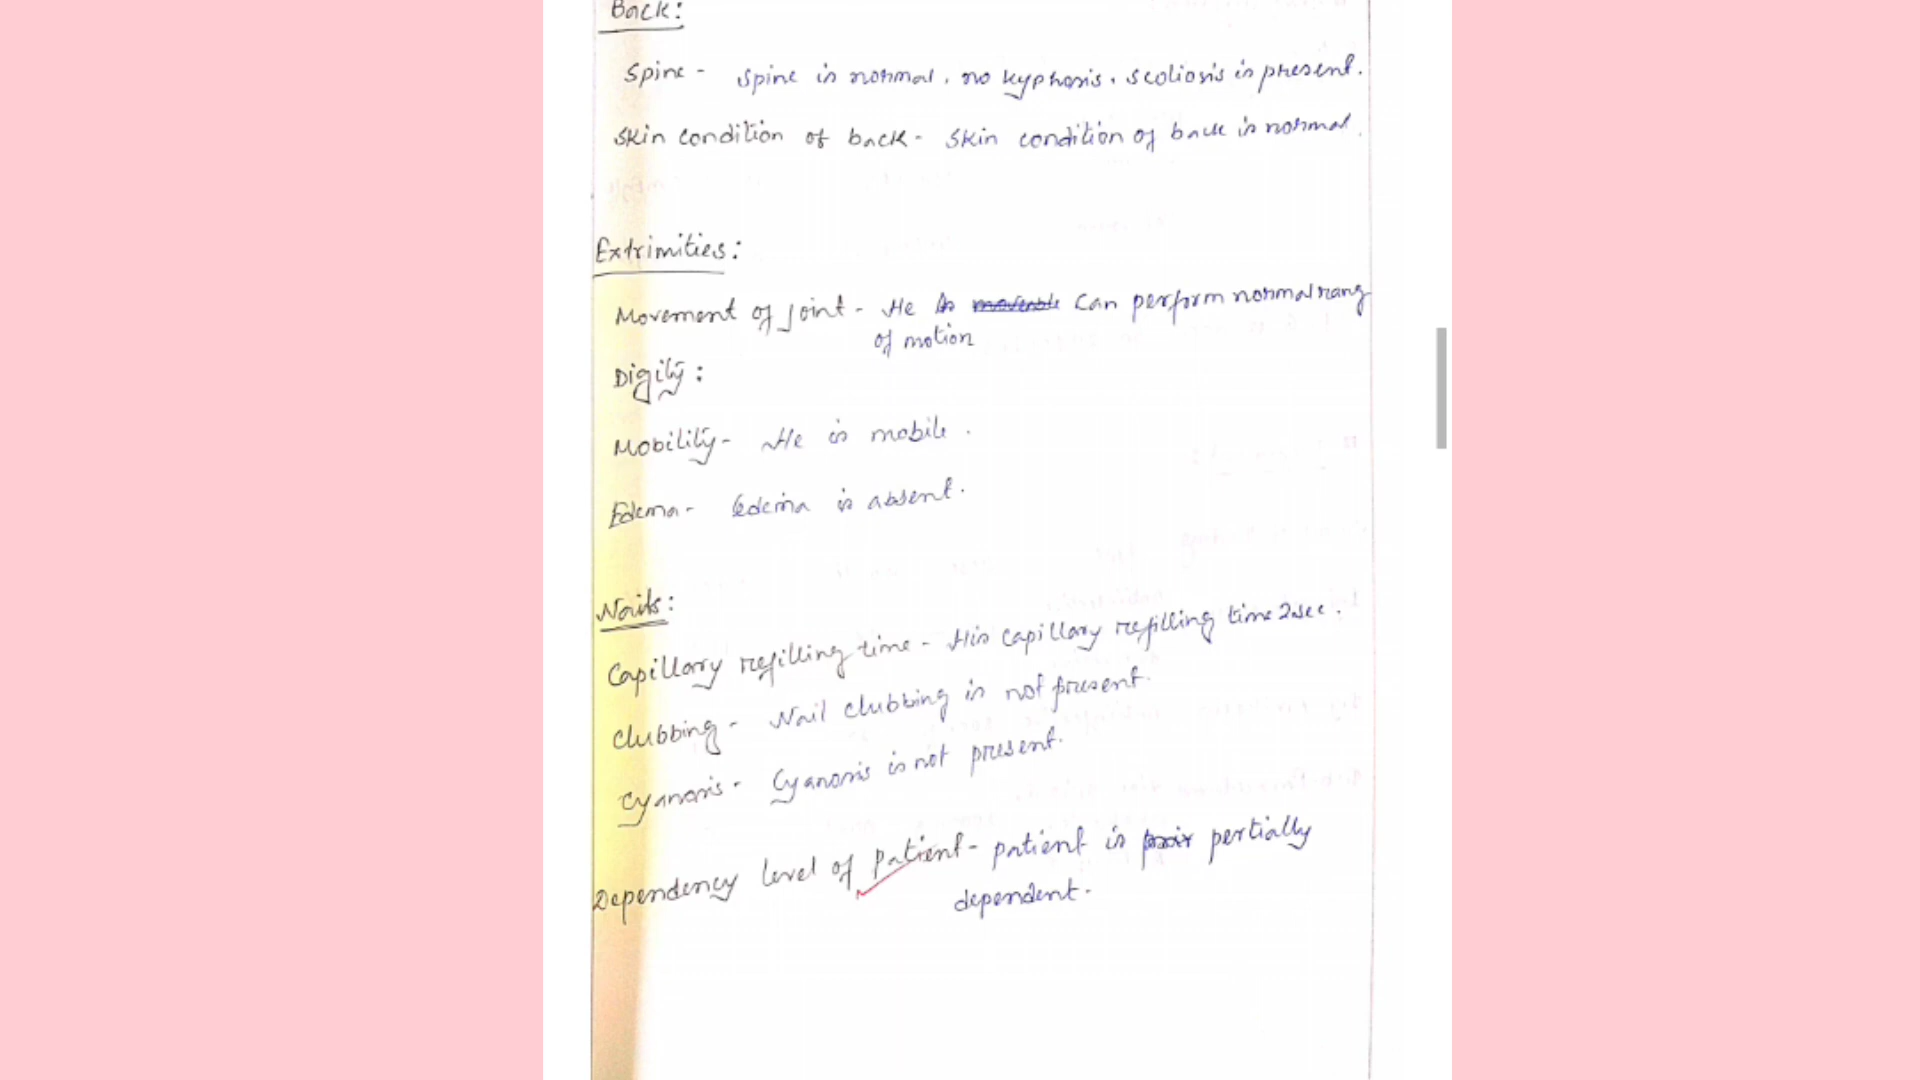 Back:
Spine - Spine is normal, no kyphosis, scoliosis is present.
Skin condition of back - Skin condition of back is normal.
Extrimities:
Movement of joint - He is movable can perform normal rang
of motion
Digity:
Mobility - He is mobile.
Edema - Edema is absent.
Nails:
Capillary refilling time - His capillary refilling time 2sec.
Clubbing - Nail clubbing is not present.
Cyanosis - Cyanosis is not present.
Dependency level of patient - patient is pertially
dependent.